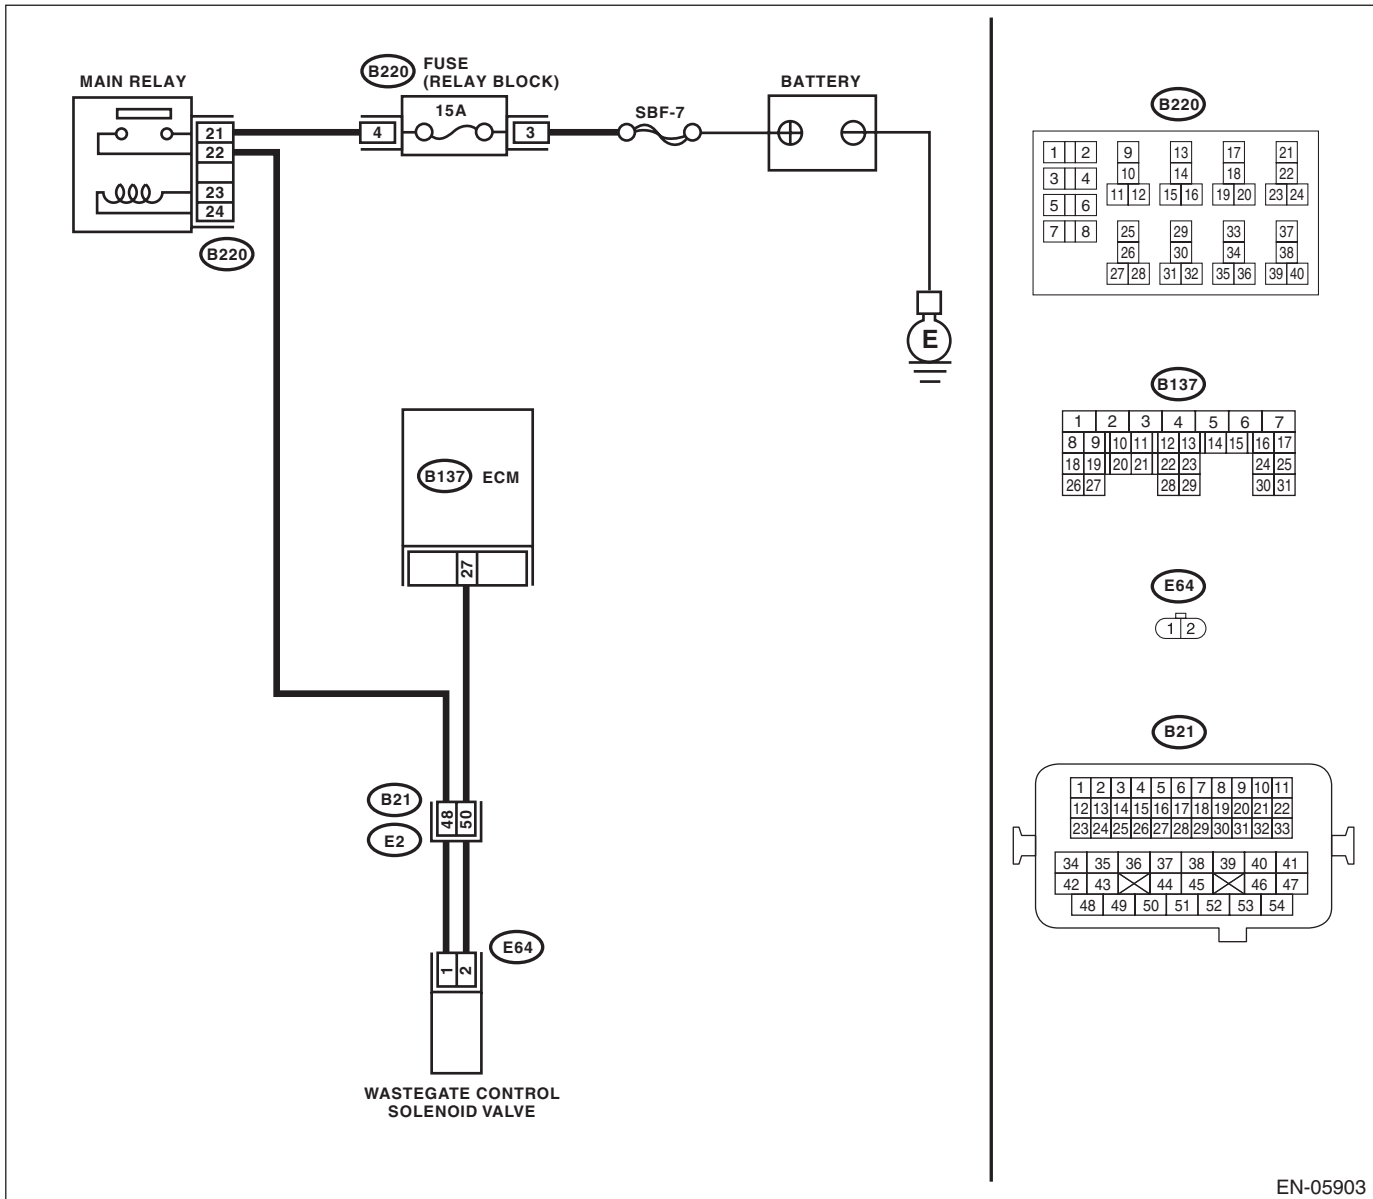 MAIN RELAY
B220
FUSE
(RELAY BLOCK)
15A
SBF-7
BATTERY
21
22
23
24
4
3
B220
E
B137 ECM
27
B21
E2
48 50
E64
1 2
WASTEGATE CONTROL
SOLENOID VALVE
B220
1 2 9 13 17 21
3 4 10 14 18 22
11 12 15 16 19 20 23 24
5 6
7 8 25 29 33 37
26 30 34 38
27 28 31 32 35 36 39 40
B137
1 2 3 4 5 6 7
8 9 10 11 12 13 14 15 16 17
18 19 20 21 22 23 24 25
26 27 28 29 30 31
E64
1 2
B21
1 2 3 4 5 6 7 8 9 10 11
12 13 14 15 16 17 18 19 20 21 22
23 24 25 26 27 28 29 30 31 32 33
34 35 36 37 38 39 40 41
42 43 44 45 46 47
48 49 50 51 52 53 54
EN-05903